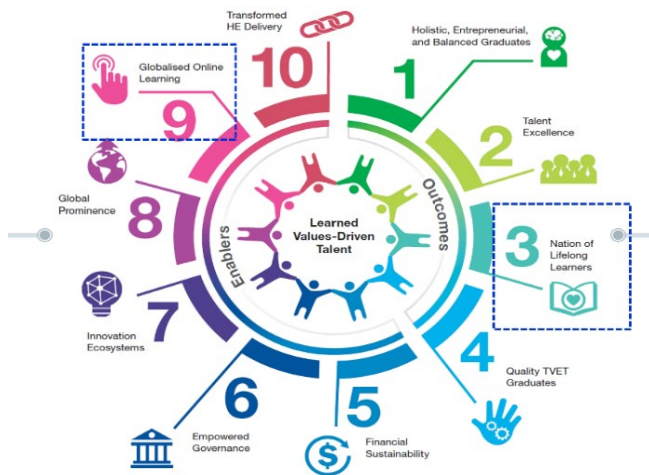 Transformed
HE Delivery
10
Holistic, Entrepreneurial,
and Balanced Graduates
1
Talent
Excellence
2
Nation of
Lifelong
Learners
3
Quality TVET
Graduates
4
Financial
Sustainability
5
$
Empowered
Governance
6
Innovation
Ecosystems
7
Global
Prominence
8
Globalised Online
Learning
9
Enablers
Outcomes
Learned
Values-Driven
Talent